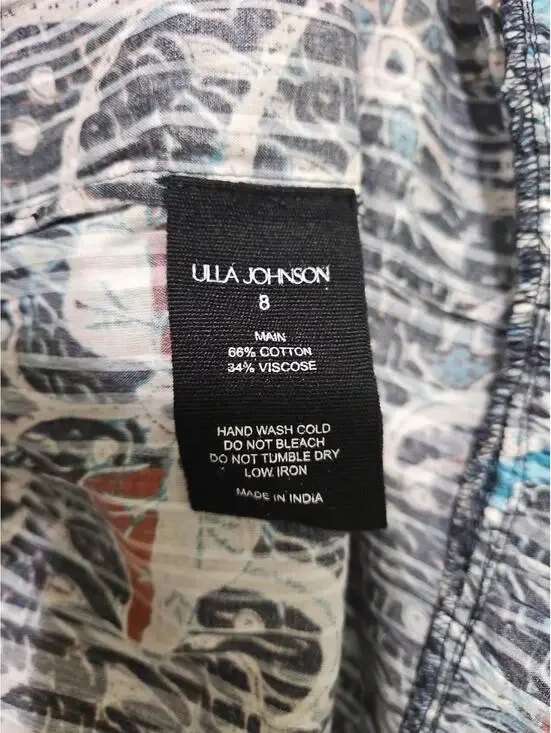 ULLA JOHNSON
8
MAIN
66% COTTON
34% VISCOSE
HAND WASH COLD
DO NOT BLEACH
DO NOT TUMBLE DRY
LOW IRON
MADE IN INDIA